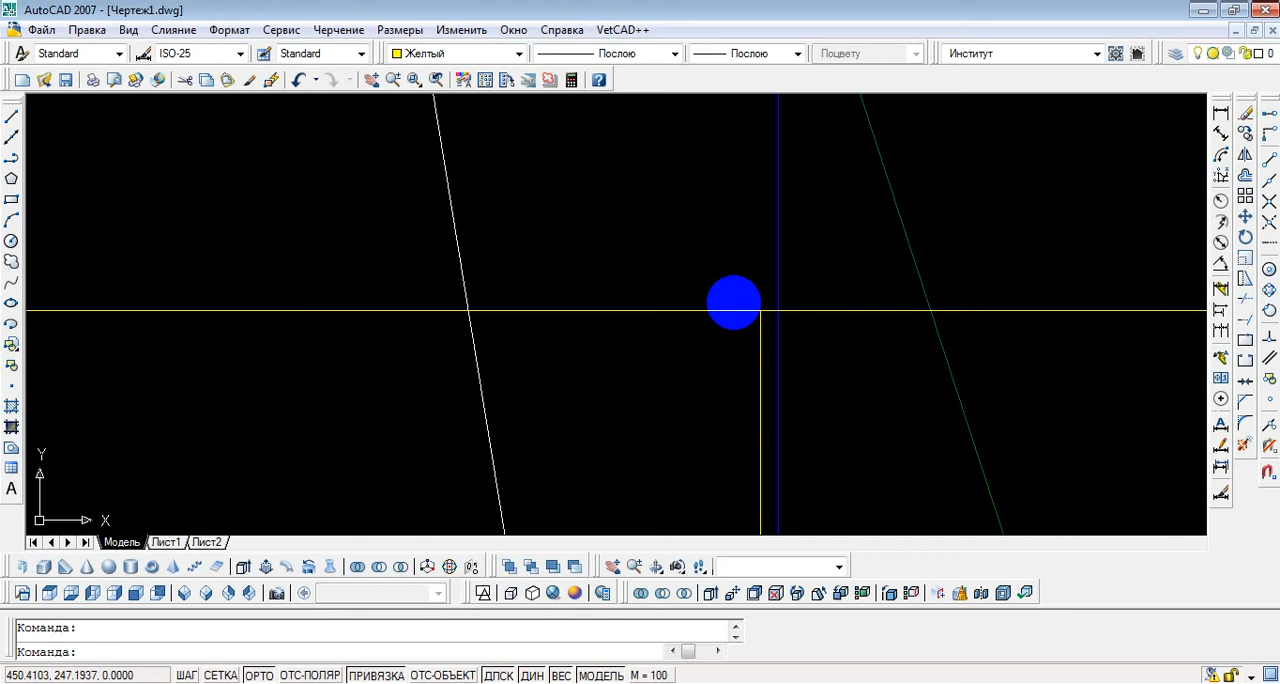 AutoCAD 2007 - [Чертеж1.dwg]
Файл Правка Вид Слияние Формат Сервис Черчение Размеры Изменить Окно Справка VetCAD++
Standard ISO-25 Standard Желтый Послою Послою Поцвету Институт 0
Y
X
Модель Лист1 Лист2
Команда:
Команда:
450.4103, 247.1937, 0.0000 ШАГ СЕТКА ОРТО ОТС-ПОЛЯР ПРИВЯЗКА ОТС-ОБЪЕКТ ДПСК ДИН ВЕС МОДЕЛЬ М = 100